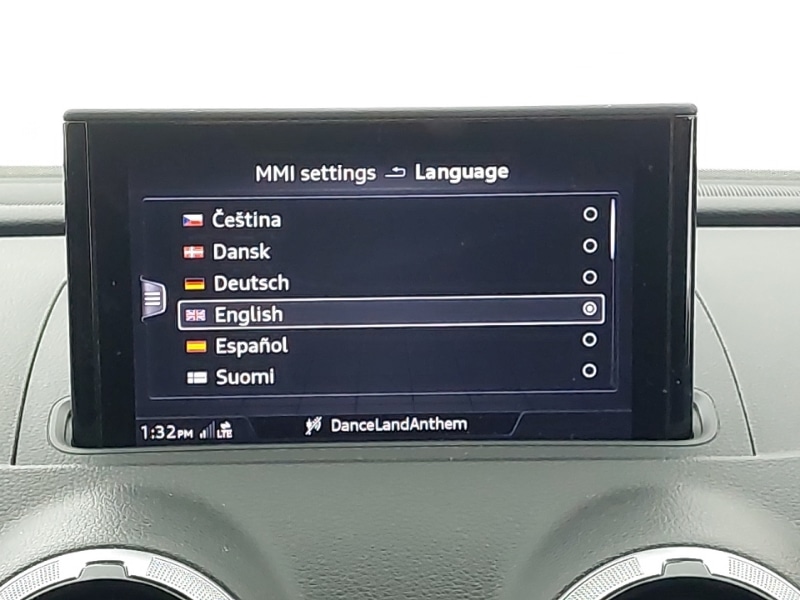 MMI settings Language
Čeština
Dansk
Deutsch
English
Español
Suomi
1:32PM LTE DanceLandAnthem